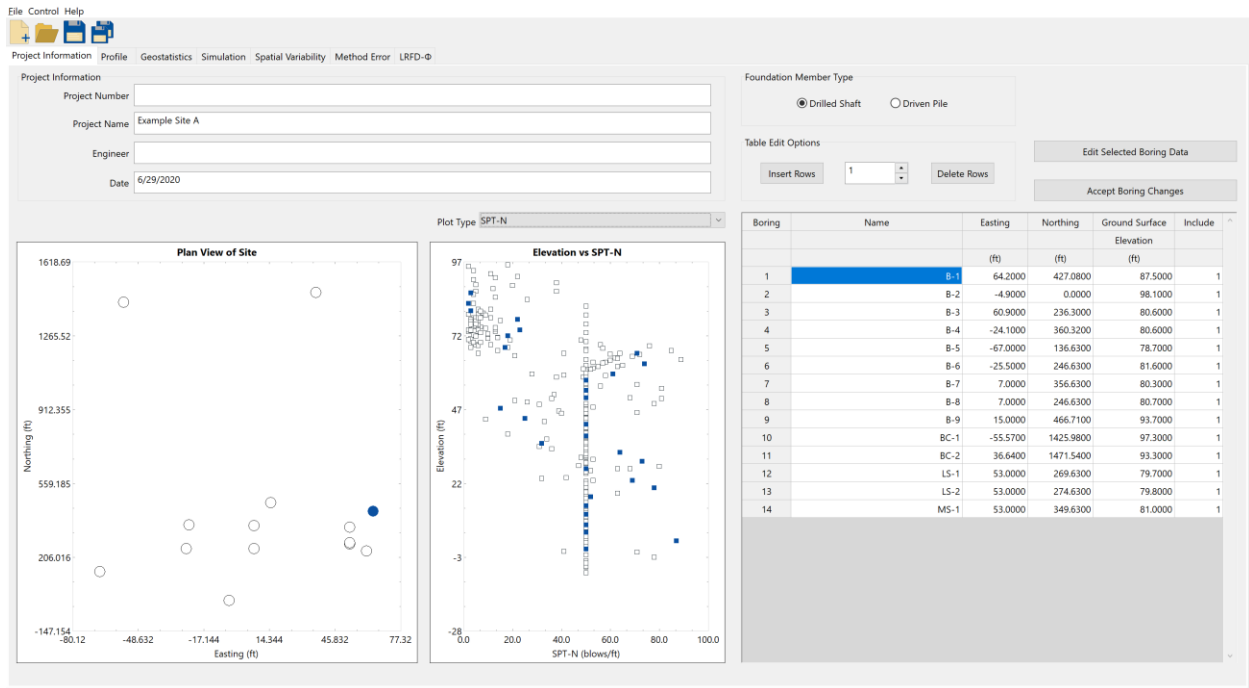 File Control Help
Project Information Profile Geostatistics Simulation Spatial Variability Method Error LRFD-Φ
Project Information
Project Number
Project Name Example Site A
Engineer
Date 6/29/2020
Foundation Member Type
Drilled Shaft Driven Pile
Table Edit Options
Insert Rows 1 Delete Rows
Edit Selected Boring Data
Accept Boring Changes
Plot Type SPT-N
Plan View of Site
1618.69
1265.52
912.355
559.185
206.016
-147.154
Northing (ft)
-80.12 -48.632 -17.144 14.344 45.832 77.32
Easting (ft)
Elevation vs SPT-N
97
72
47
22
-3
-28
Elevation (ft)
0.0 20.0 40.0 60.0 80.0 100.0
SPT-N (blows/ft)
Boring Name Easting Northing Ground Surface Include
Elevation
(ft) (ft) (ft)
1 B-1 64.2000 427.0800 87.5000 1
2 B-2 -4.9000 0.0000 98.1000 1
3 B-3 60.9000 236.3000 80.6000 1
4 B-4 -24.1000 360.3200 80.6000 1
5 B-5 -67.0000 136.6300 78.7000 1
6 B-6 -25.5000 246.6300 81.6000 1
7 B-7 7.0000 356.6300 80.3000 1
8 B-8 7.0000 246.6300 80.7000 1
9 B-9 15.0000 466.7100 93.7000 1
10 BC-1 -55.5700 1425.9800 97.3000 1
11 BC-2 36.6400 1471.5400 93.3000 1
12 LS-1 53.0000 269.6300 79.7000 1
13 LS-2 53.0000 274.6300 79.8000 1
14 MS-1 53.0000 349.6300 81.0000 1